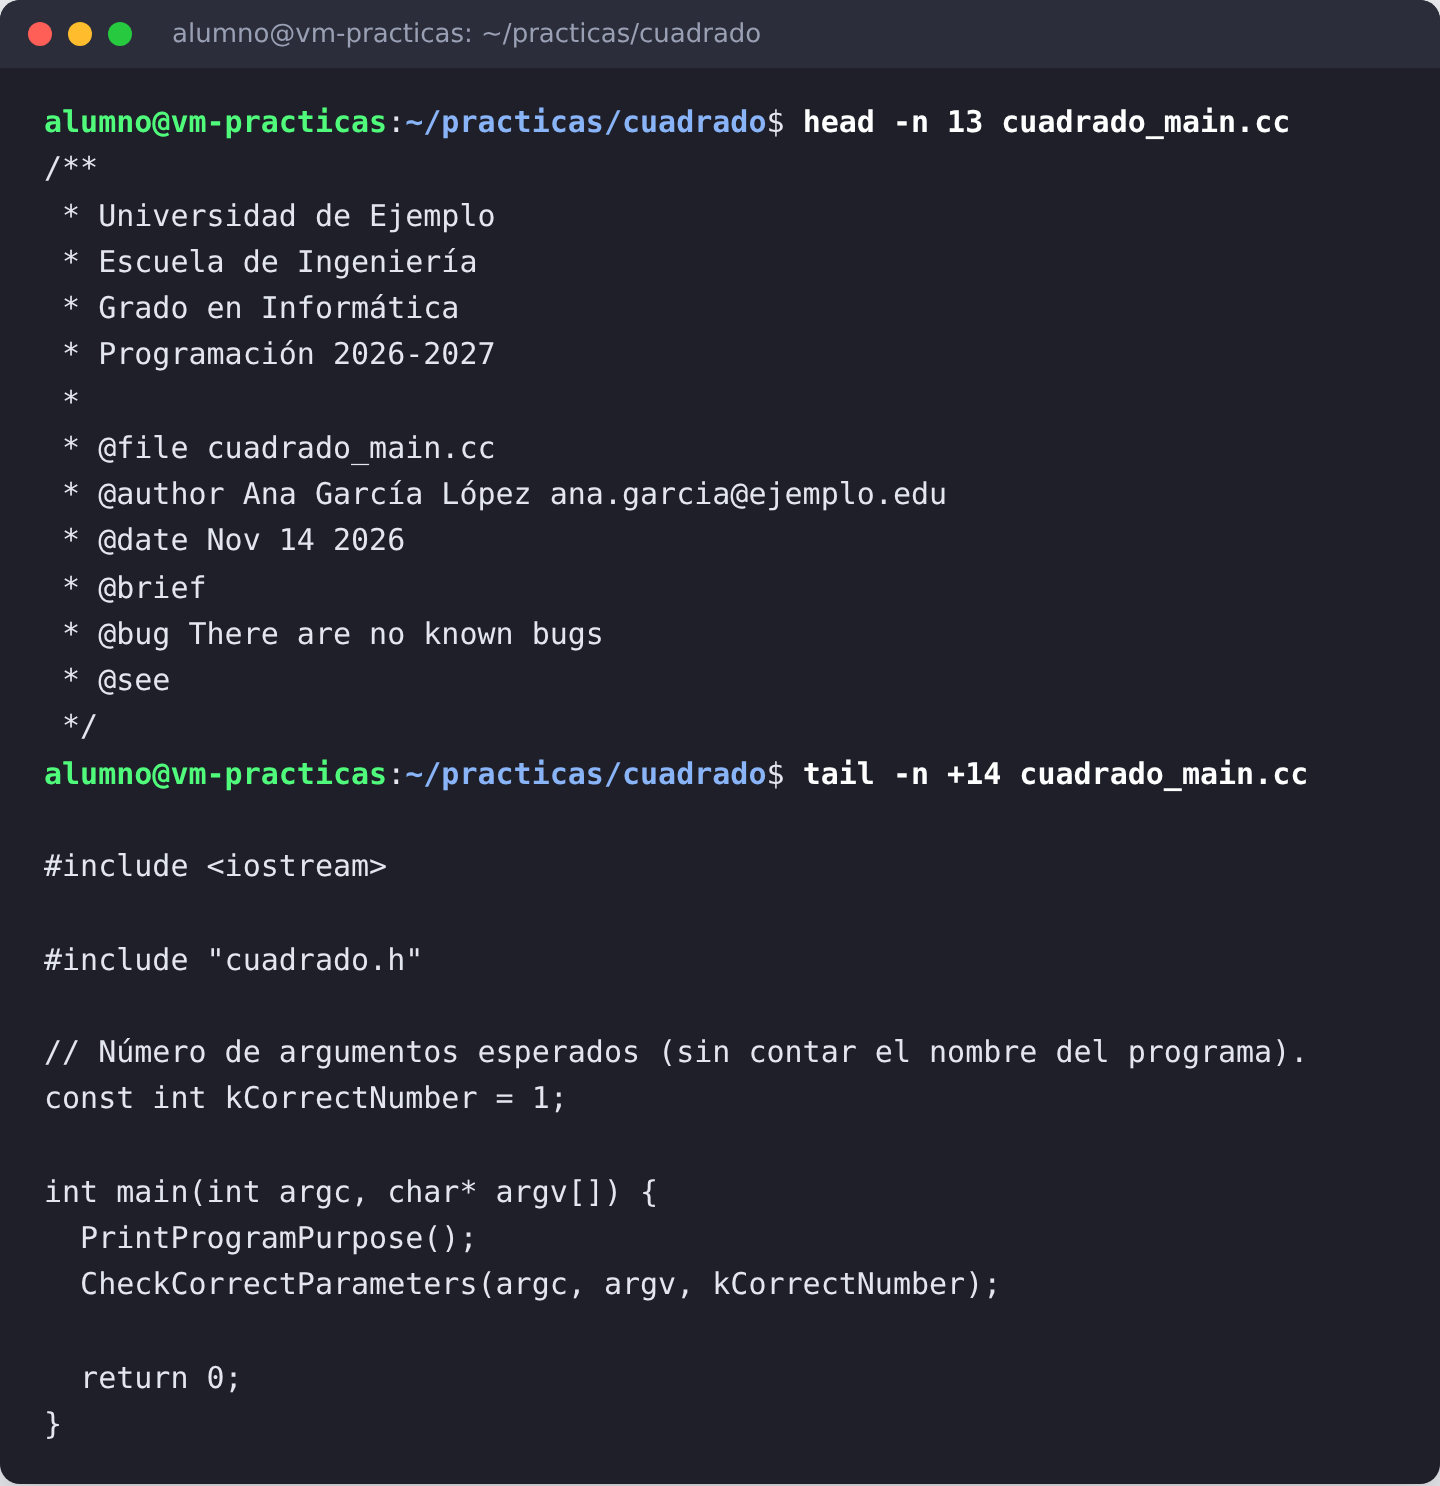 alumno@vm-practicas: ~/practicas/cuadrado
alumno@vm-practicas:~/practicas/cuadrado$ head -n 13 cuadrado_main.cc
/**
 * Universidad de Ejemplo
 * Escuela de Ingeniería
 * Grado en Informática
 * Programación 2026-2027
 *
 * @file cuadrado_main.cc
 * @author Ana García López ana.garcia@ejemplo.edu
 * @date Nov 14 2026
 * @brief
 * @bug There are no known bugs
 * @see
 */
alumno@vm-practicas:~/practicas/cuadrado$ tail -n +14 cuadrado_main.cc

#include <iostream>

#include "cuadrado.h"

// Número de argumentos esperados (sin contar el nombre del programa).
const int kCorrectNumber = 1;

int main(int argc, char* argv[]) {
  PrintProgramPurpose();
  CheckCorrectParameters(argc, argv, kCorrectNumber);

  return 0;
}